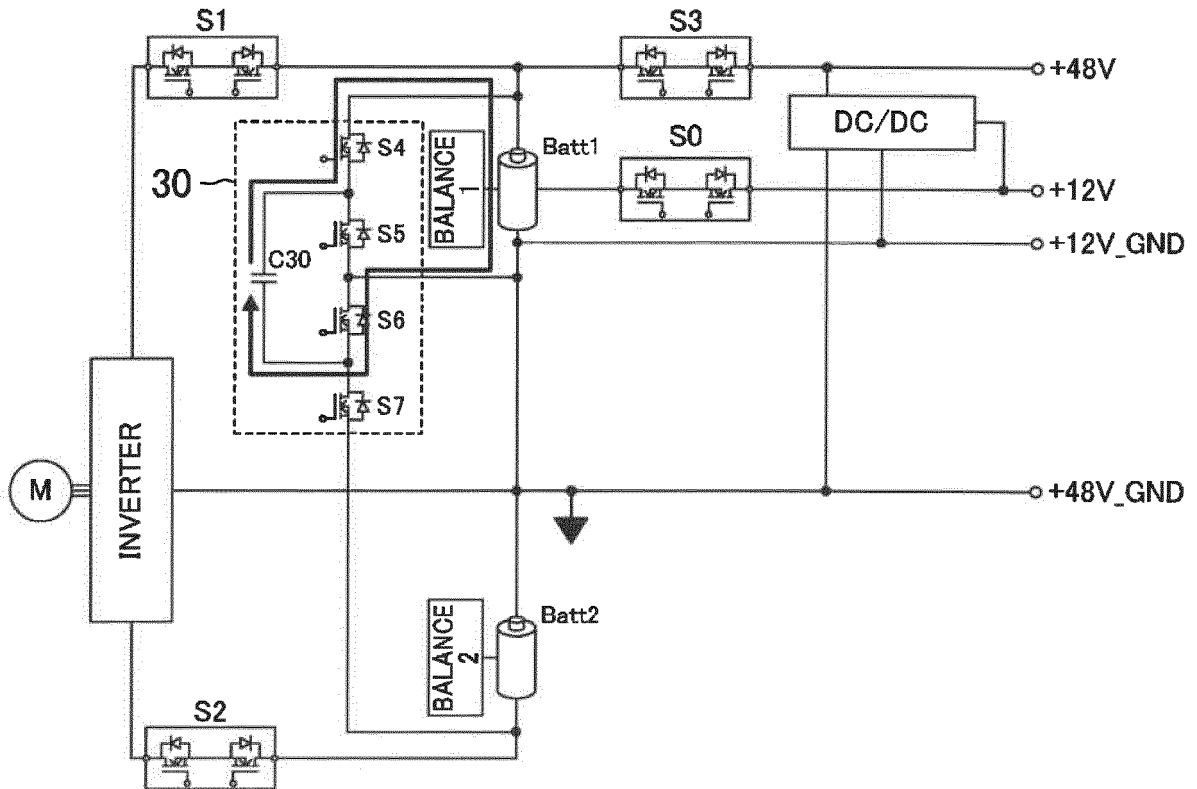 S1
S3
+48V
DC/DC
S4
BALANCE
1
Batt1
S0
30
+12V
S5
C30
+12V_GND
S6
S7
M
INVERTER
+48V_GND
BALANCE
2
Batt2
S2